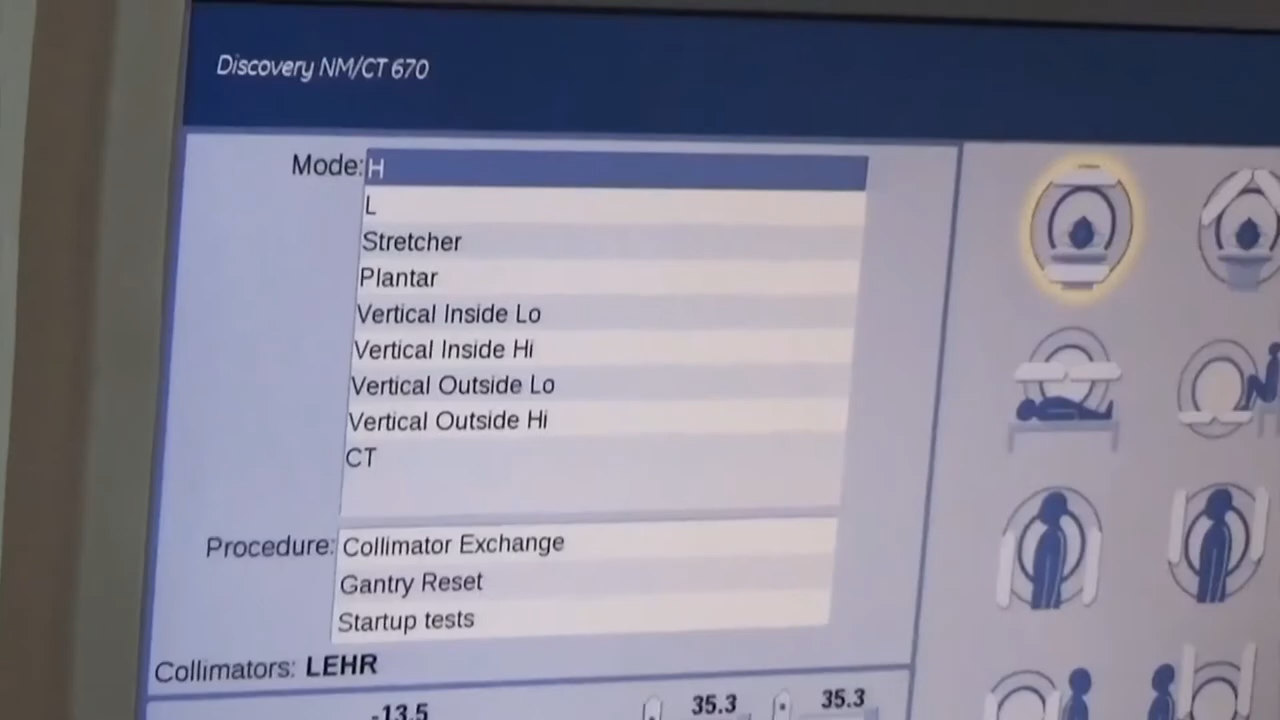 Discovery NM/CT 670
Mode: H
L
Stretcher
Plantar
Vertical Inside Lo
Vertical Inside Hi
Vertical Outside Lo
Vertical Outside Hi
CT
Procedure: Collimator Exchange
Gantry Reset
Startup tests
Collimators: LEHR
-13.5 35.3 35.3